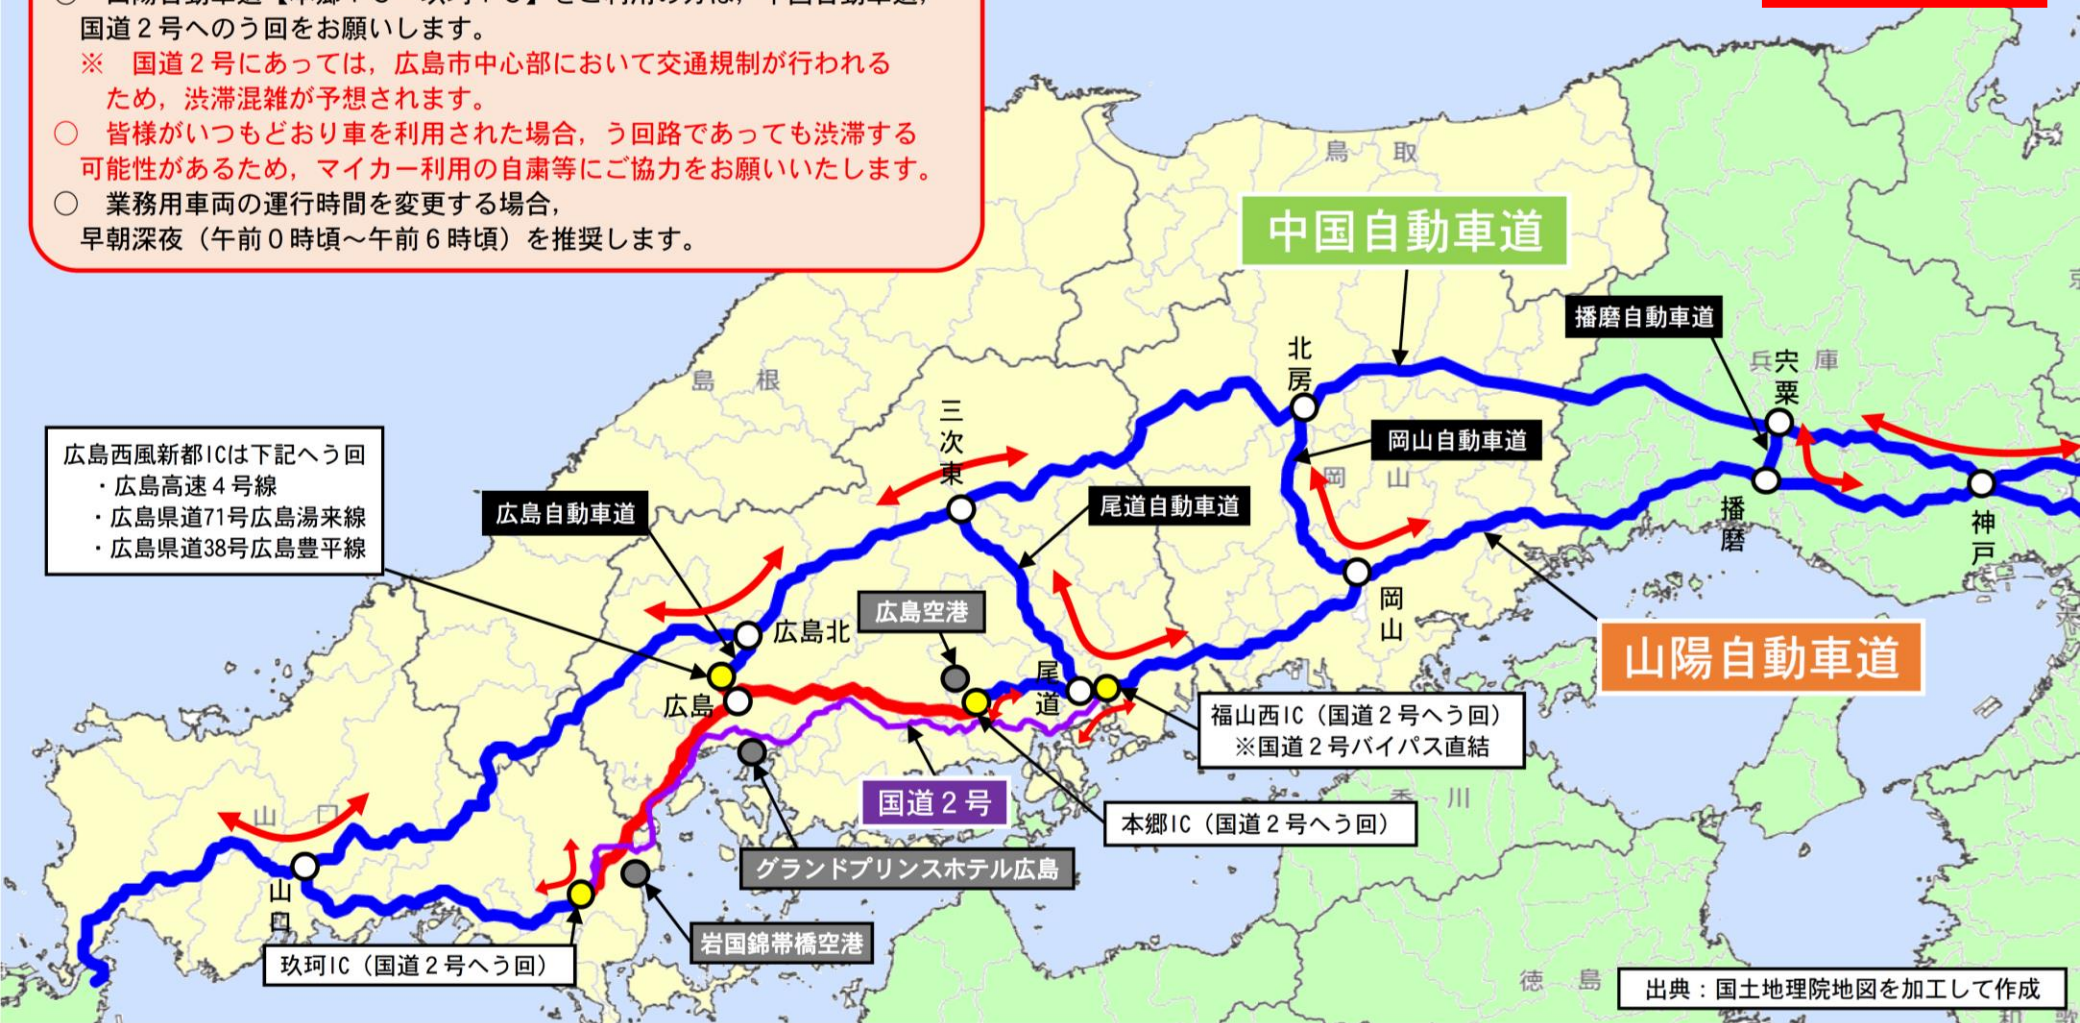 国道２号へのう回をお願いします。
※　国道２号にあっては，広島市中心部において交通規制が行われる
ため，渋滞混雑が予想されます。
○　皆様がいつもどおり車を利用された場合，う回路であっても渋滞する
可能性があるため，マイカー利用の自粛等にご協力をお願いいたします。
○　業務用車両の運行時間を変更する場合，
早朝深夜（午前０時頃～午前６時頃）を推奨します。
鳥　取
中国自動車道
播磨自動車道
兵　庫
宍粟
北房
島　根
三次東
岡山自動車道
岡　山
広島西風新都ICは下記へう回
・広島高速４号線
・広島県道71号広島湯来線
・広島県道38号広島豊平線
広島自動車道
尾道自動車道
播磨
神戸
広島空港
広島北
岡山
山陽自動車道
尾道
広島
福山西IC（国道２号へう回）
※国道２号バイパス直結
国道２号
香　川
本郷IC（国道２号へう回）
山　口
グランドプリンスホテル広島
山口
岩国錦帯橋空港
玖珂IC（国道２号へう回）
徳　島
出典：国土地理院地図を加工して作成